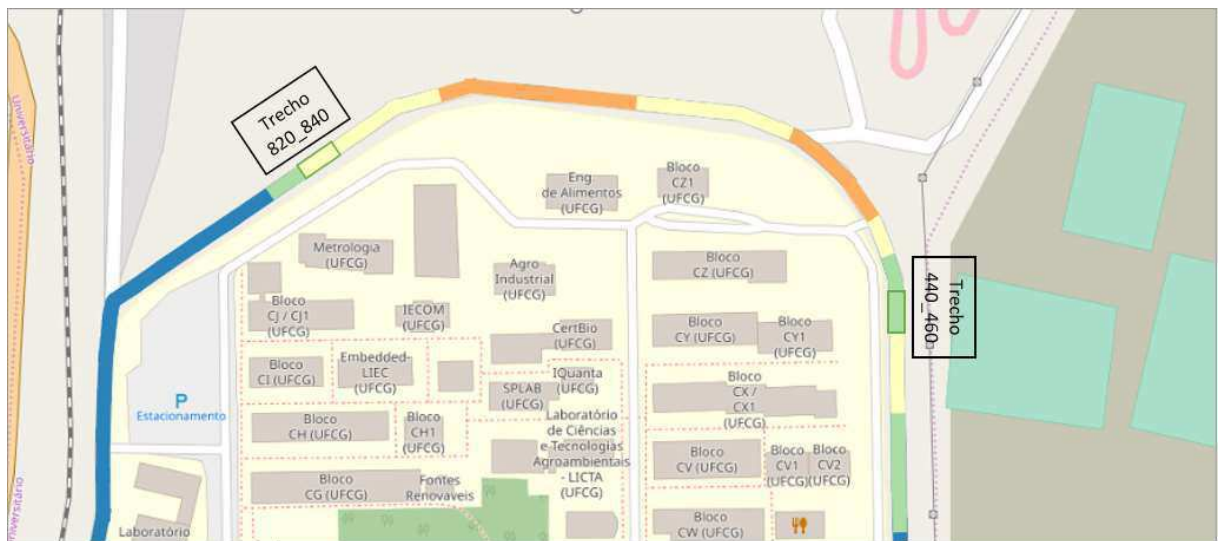 Universitário
Trecho
820_840
Eng
de Alimentos
(UFCG)
Bloco
CZ1
(UFCG)
Metrologia
(UFCG)
Agro
Industrial
(UFCG)
Bloco
CZ (UFCG)
Trecho
440_460
Bloco
CJ / CJ1
(UFCG)
IECOM
(UFCG)
CertBio
(UFCG)
Bloco
CY (UFCG)
Bloco
CY1
(UFCG)
Bloco
CI (UFCG)
Embedded-
LIEC
(UFCG)
IQuanta
(UFCG)
SPLAB
(UFCG)
Bloco
CX /
CX1
(UFCG)
P
Estacionamento
Bloco
CH (UFCG)
Bloco
CH1
(UFCG)
Laboratório
de Ciências
e Tecnologias
Agroambientais
- LICTA
(UFCG)
Bloco
CV (UFCG)
Bloco
CV1
(UFCG)
Bloco
CV2
(UFCG)
Bloco
CG (UFCG)
Fontes
Renováveis
Universitário
Laboratório
Bloco
CW (UFCG)